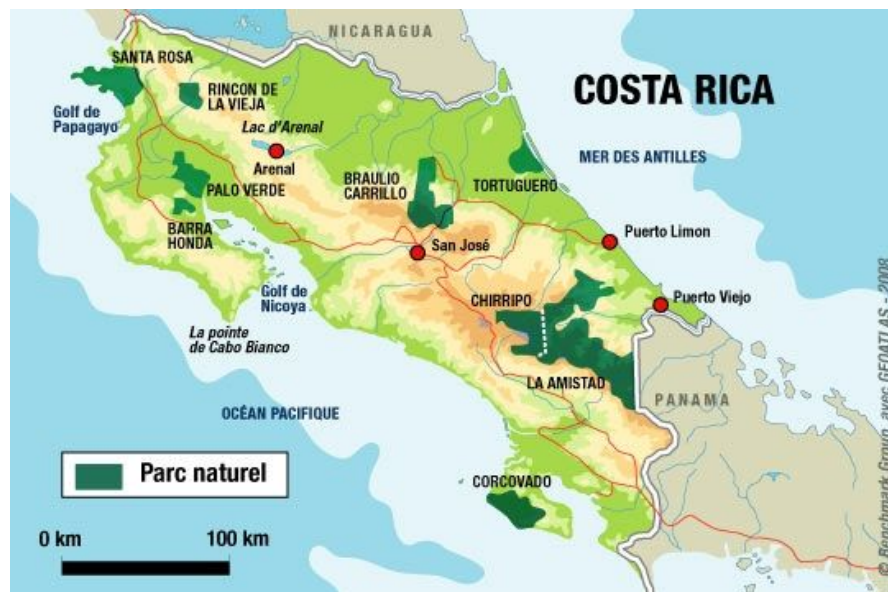 NICARAGUA
SANTA ROSA
RINCON DE
LA VIEJA
COSTA RICA
Golf de
Papagayo
Lac d'Arenal
Arenal
MER DES ANTILLES
BRAULIO
CARRILLO
TORTUGUERO
PALO VERDE
BARRA
HONDA
Puerto Limon
San José
Golf de
Nicoya
CHIRRIPO
Puerto Viejo
La pointe
de Cabo Bianco
LA AMISTAD
PANAMA
OCÉAN PACIFIQUE
Parc naturel
CORCOVADO
0 km 100 km
© Benchmark Group, avec GEOATLAS - 2008